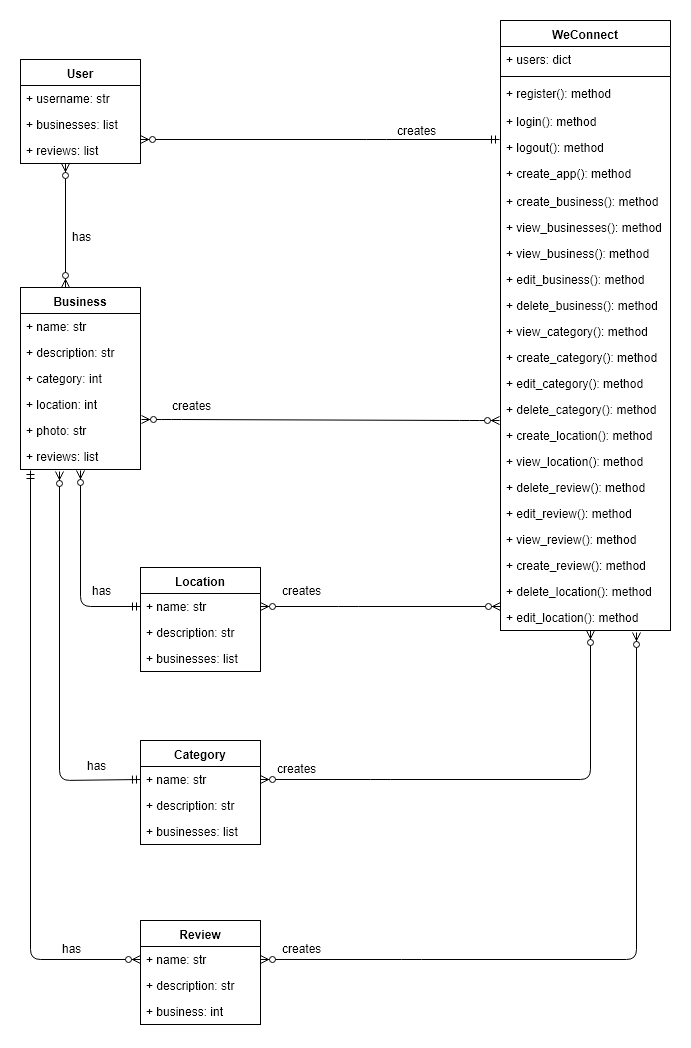 WeConnect
+ users: dict
+ register(): method
+ login(): method
+ logout(): method
+ create_app(): method
+ create_business(): method
+ view_businesses(): method
+ view_business(): method
+ edit_business(): method
+ delete_business(): method
+ view_category(): method
+ create_category(): method
+ edit_category(): method
+ delete_category(): method
+ create_location(): method
+ view_location(): method
+ delete_review(): method
+ edit_review(): method
+ view_review(): method
+ create_review(): method
+ delete_location(): method
+ edit_location(): method
User
+ username: str
+ businesses: list
+ reviews: list
creates
has
Business
+ name: str
+ description: str
+ category: int
+ location: int
+ photo: str
+ reviews: list
creates
has
Location
+ name: str
+ description: str
+ businesses: list
creates
has
Category
+ name: str
+ description: str
+ businesses: list
creates
has
Review
+ name: str
+ description: str
+ business: int
creates